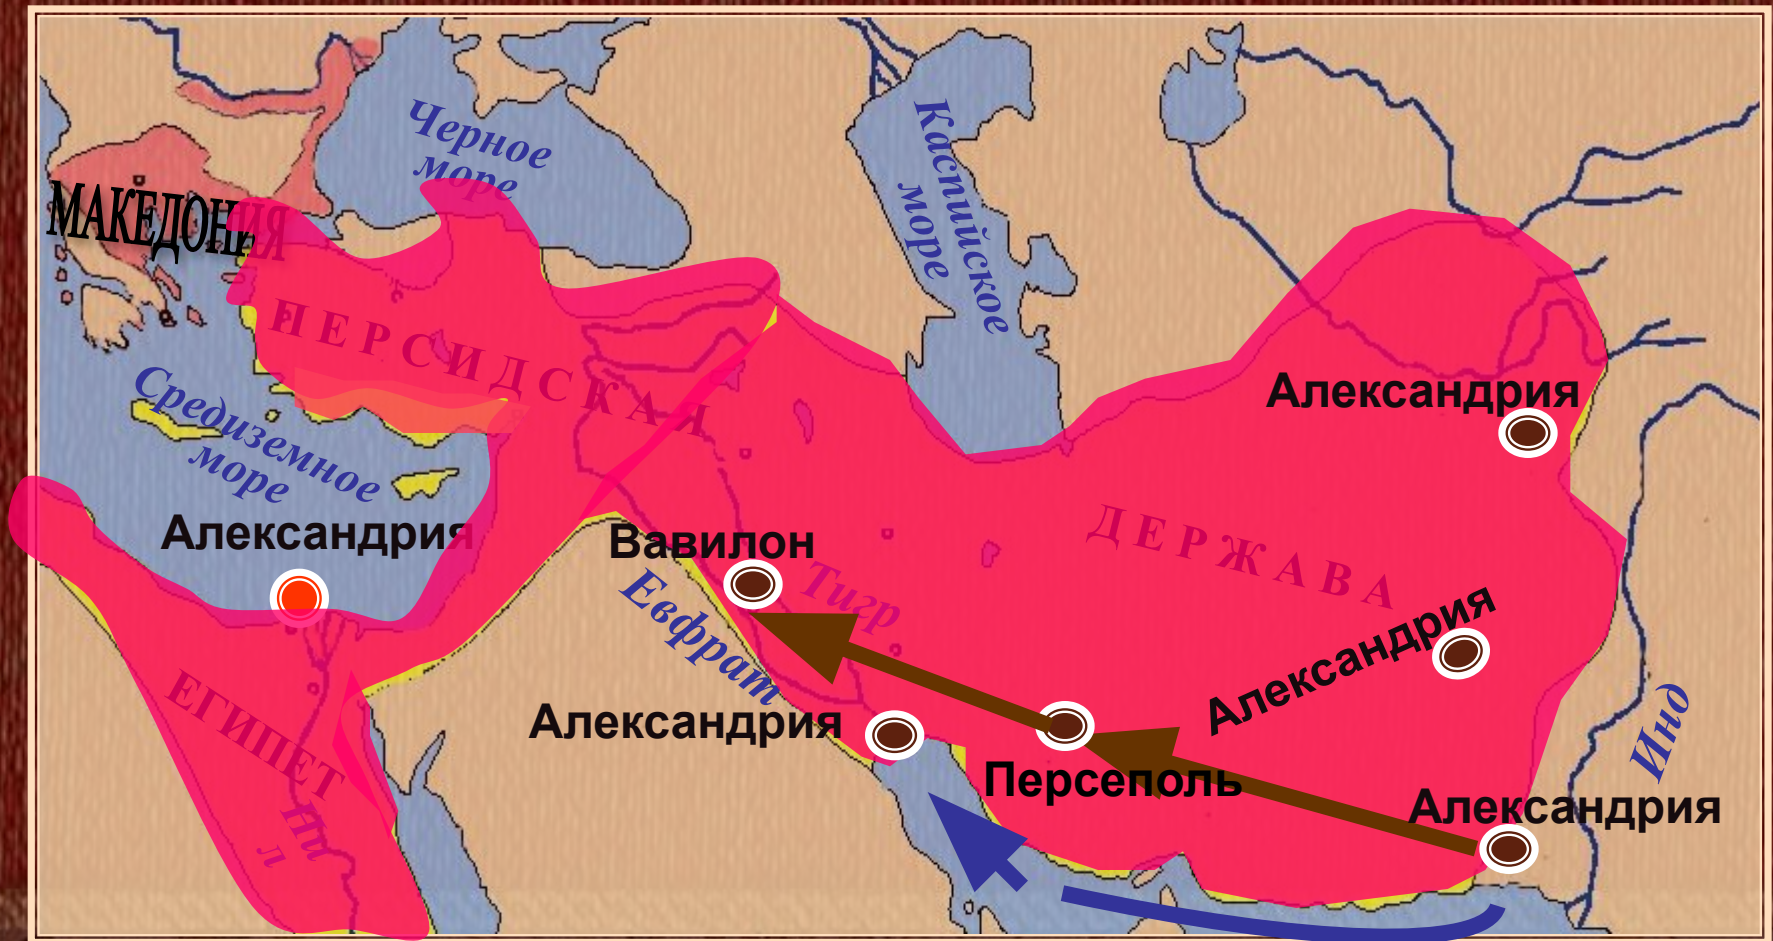 Черное
море
Каспийское
море
МАКЕДОНИЯ
ПЕРСИДСКАЯ
Средиземное
море
Александрия
Александрия
Вавилон
ДЕРЖАВА
Тигр
Евфрат
Александрия
ЕГИПЕТ
Александрия
Персеполь
Инд
Александрия
Ни
л